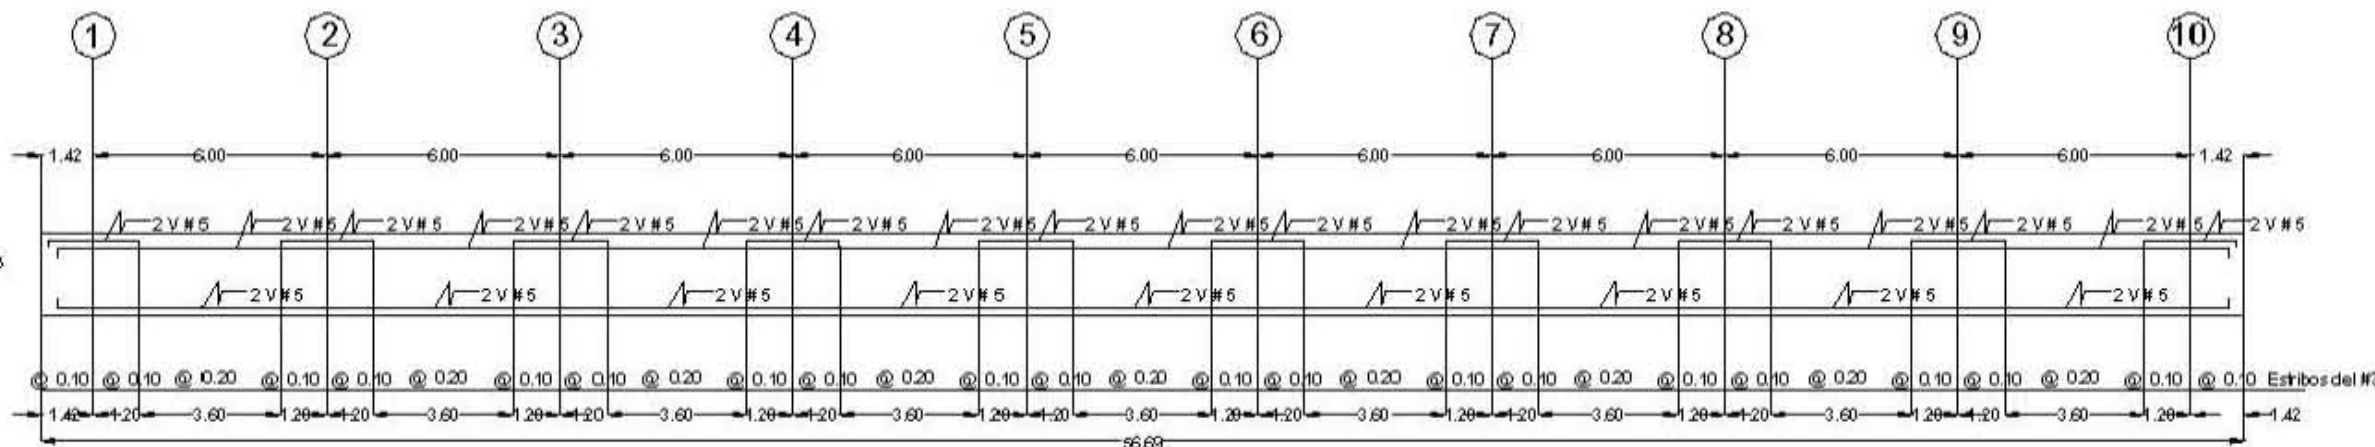 1 2 3 4 5 6 7 8 9 10
1.42 6.00 6.00 6.00 6.00 6.00 6.00 6.00 6.00 6.00 1.42
2 V # 5 2 V # 5 2 V # 5 2 V # 5 2 V # 5 2 V # 5 2 V # 5 2 V # 5 2 V # 5 2 V # 5 2 V # 5 2 V # 5 2 V # 5 2 V # 5 2 V # 5 2 V # 5 2 V # 5 2 V # 5 2 V # 5
2 V # 5 2 V # 5 2 V # 5 2 V # 5 2 V # 5 2 V # 5 2 V # 5 2 V # 5 2 V # 5
@ 0.10 @ 0.10 @ 0.20 @ 0.10 @ 0.10 @ 0.20 @ 0.10 @ 0.10 @ 0.20 @ 0.10 @ 0.10 @ 0.20 @ 0.10 @ 0.10 @ 0.20 @ 0.10 @ 0.10 @ 0.20 @ 0.10 @ 0.10 @ 0.20 @ 0.10 @ 0.10 @ 0.20 @ 0.10 @ 0.10 @ 0.20 @ 0.10 @ 0.10 Estribos del #3
1.42 1.20 3.60 1.20 1.20 3.60 1.20 1.20 3.60 1.20 1.20 3.60 1.20 1.20 3.60 1.20 1.20 3.60 1.20 1.20 3.60 1.20 1.20 3.60 1.20 1.20 3.60 1.20 1.42
56.69